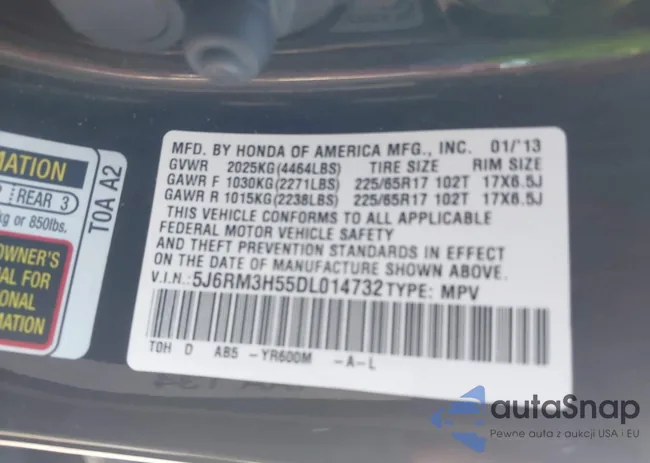 MFD. BY HONDA OF AMERICA MFG., INC. 01/'13
GVWR 2025KG(4464LBS) TIRE SIZE RIM SIZE
GAWR F 1030KG(2271LBS) 225/65R17 102T 17X6.5J
GAWR R 1015KG(2238LBS) 225/65R17 102T 17X6.5J
THIS VEHICLE CONFORMS TO ALL APPLICABLE
FEDERAL MOTOR VEHICLE SAFETY
AND THEFT PREVENTION STANDARDS IN EFFECT
ON THE DATE OF MANUFACTURE SHOWN ABOVE.
V.I.N.: 5J6RM3H55DL014732 TYPE: MPV
T0H D AB5 -YR600M -A-L
MATION
REAR 3
kg or 850lbs.
OWNER'S
AL FOR
ONAL
MATION
T0A A2
autaSnap
Pewne auta z aukcji USA i EU